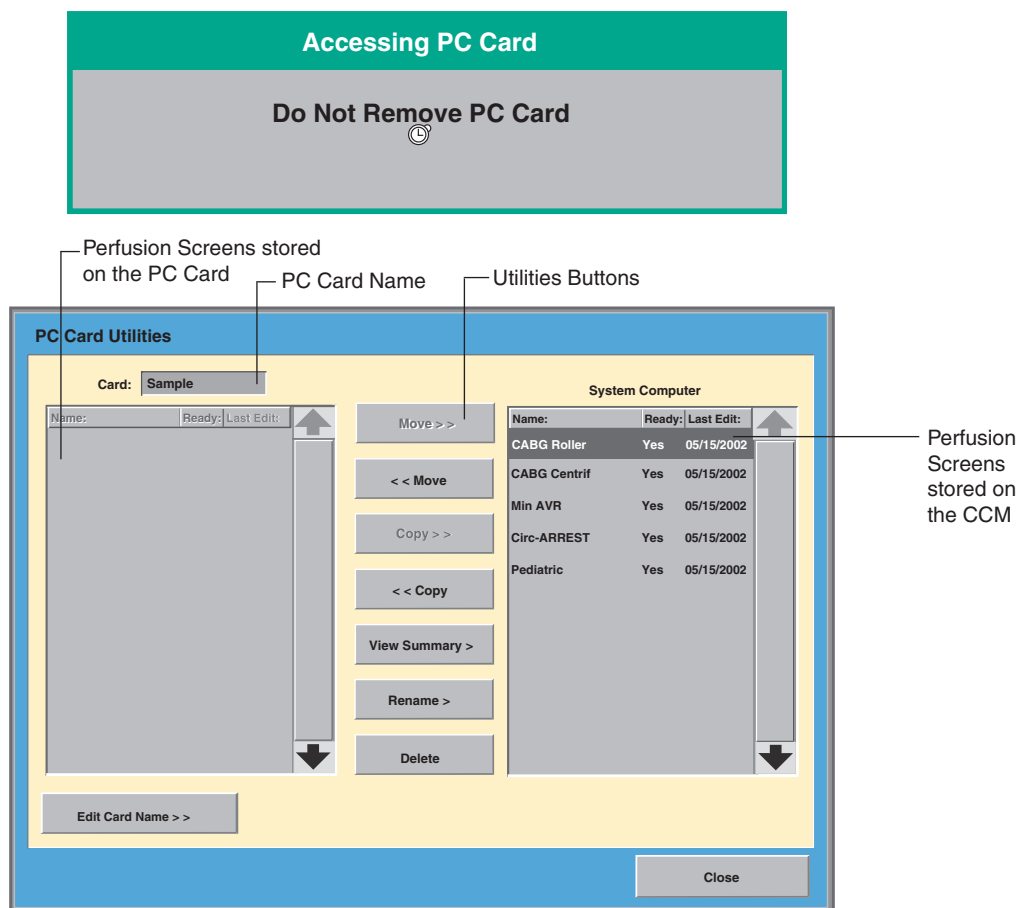 Accessing PC Card
Do Not Remove PC Card
Perfusion Screens stored
on the PC Card
PC Card Name
Utilities Buttons
PC Card Utilities
Card: Sample
System Computer
Name: Ready: Last Edit:
Move > >
< < Move
Copy > >
< < Copy
View Summary >
Rename >
Delete
Name: Ready: Last Edit:
CABG Roller Yes 05/15/2002
CABG Centrif Yes 05/15/2002
Min AVR Yes 05/15/2002
Circ-ARREST Yes 05/15/2002
Pediatric Yes 05/15/2002
Perfusion
Screens
stored on
the CCM
Edit Card Name > >
Close